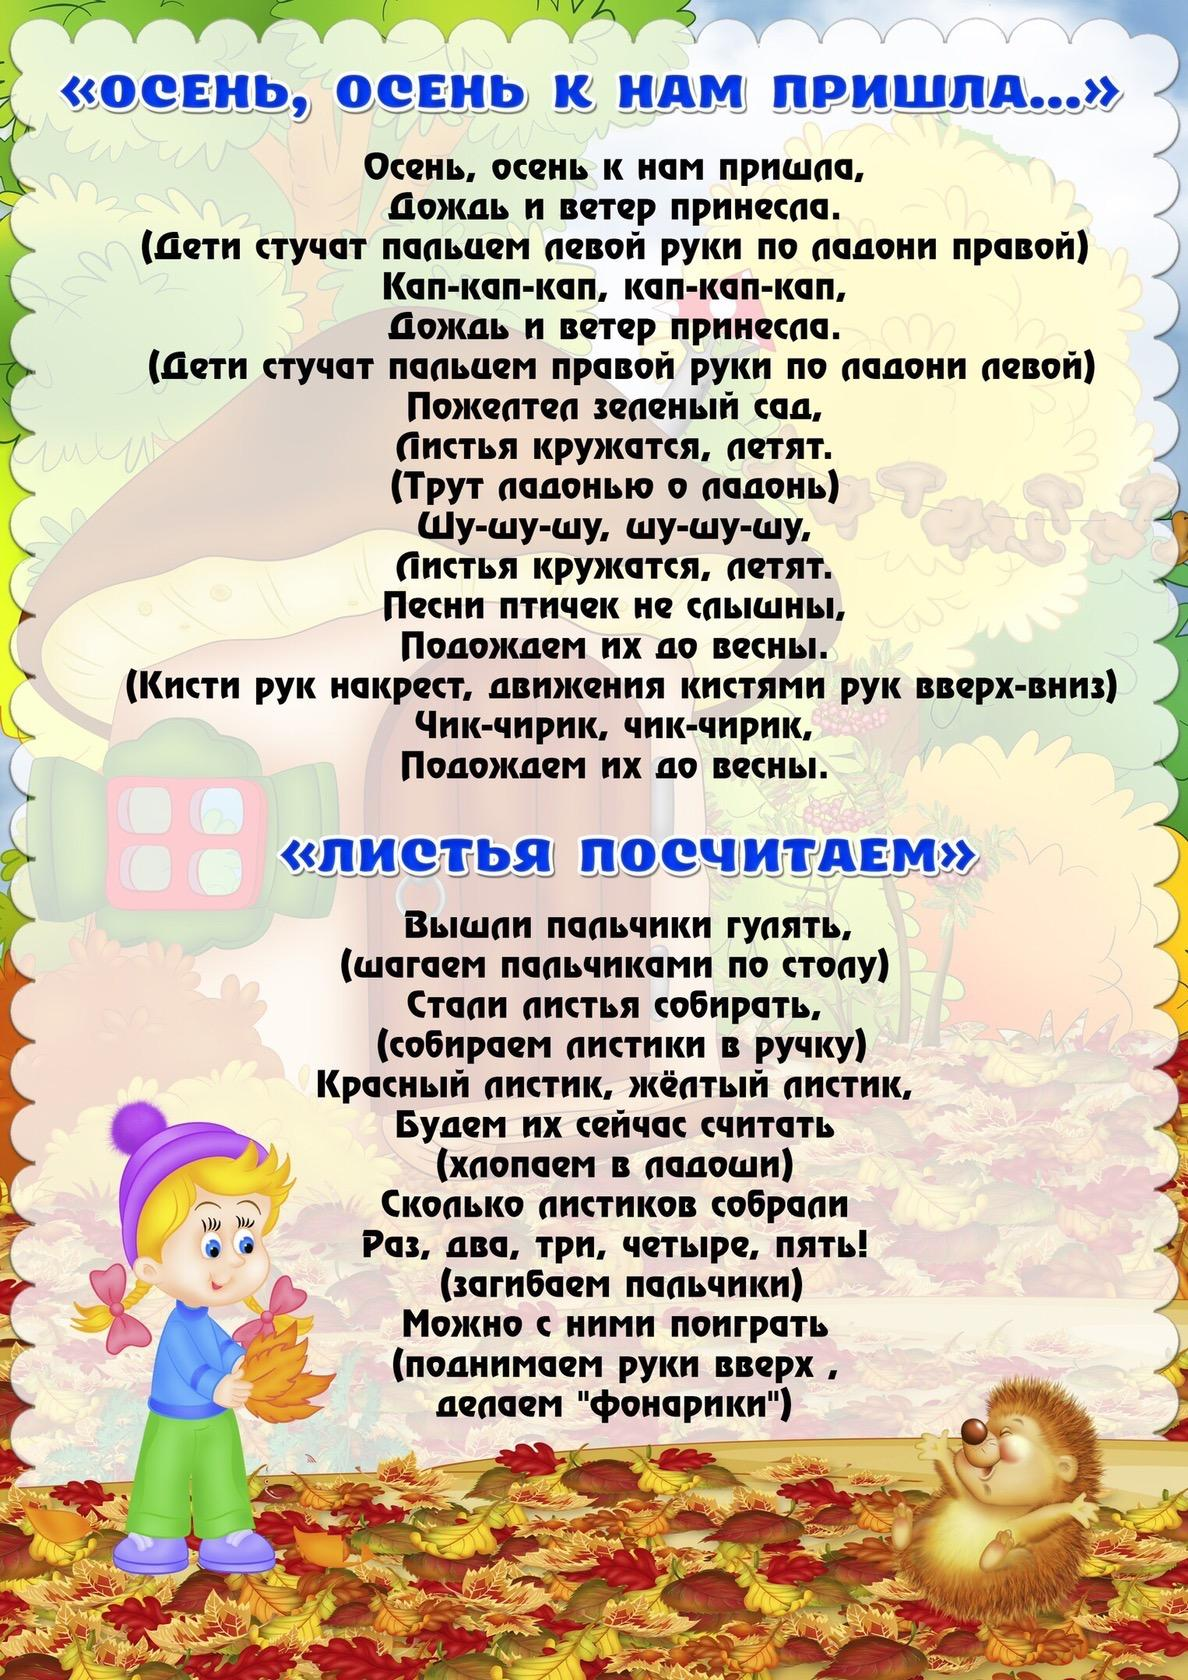 «ОСЕНЬ, ОСЕНЬ К НАМ ПРИШЛА...»
Осень, осень к нам пришла,
Дождь и ветер принесла.
(Дети стучат пальцем левой руки по ладони правой)
Кап-кап-кап, кап-кап-кап,
Дождь и ветер принесла.
(Дети стучат пальцем правой руки по ладони левой)
Пожелтел зеленый сад,
Листья кружатся, летят.
(Трут ладонью о ладонь)
Шу-шу-шу, шу-шу-шу,
Листья кружатся, летят.
Песни птичек не слышны,
Подождем их до весны.
(Кисти рук накрест, движения кистями рук вверх-вниз)
Чик-чирик, чик-чирик,
Подождем их до весны.
«ЛИСТЬЯ ПОСЧИТАЕМ»
Вышли пальчики гулять,
(шагаем пальчиками по столу)
Стали листья собирать,
(собираем листики в ручку)
Красный листик, жёлтый листик,
Будем их сейчас считать
(хлопаем в ладоши)
Сколько листиков собрали
Раз, два, три, четыре, пять!
(загибаем пальчики)
Можно с ними поиграть
(поднимаем руки вверх ,
делаем "фонарики")